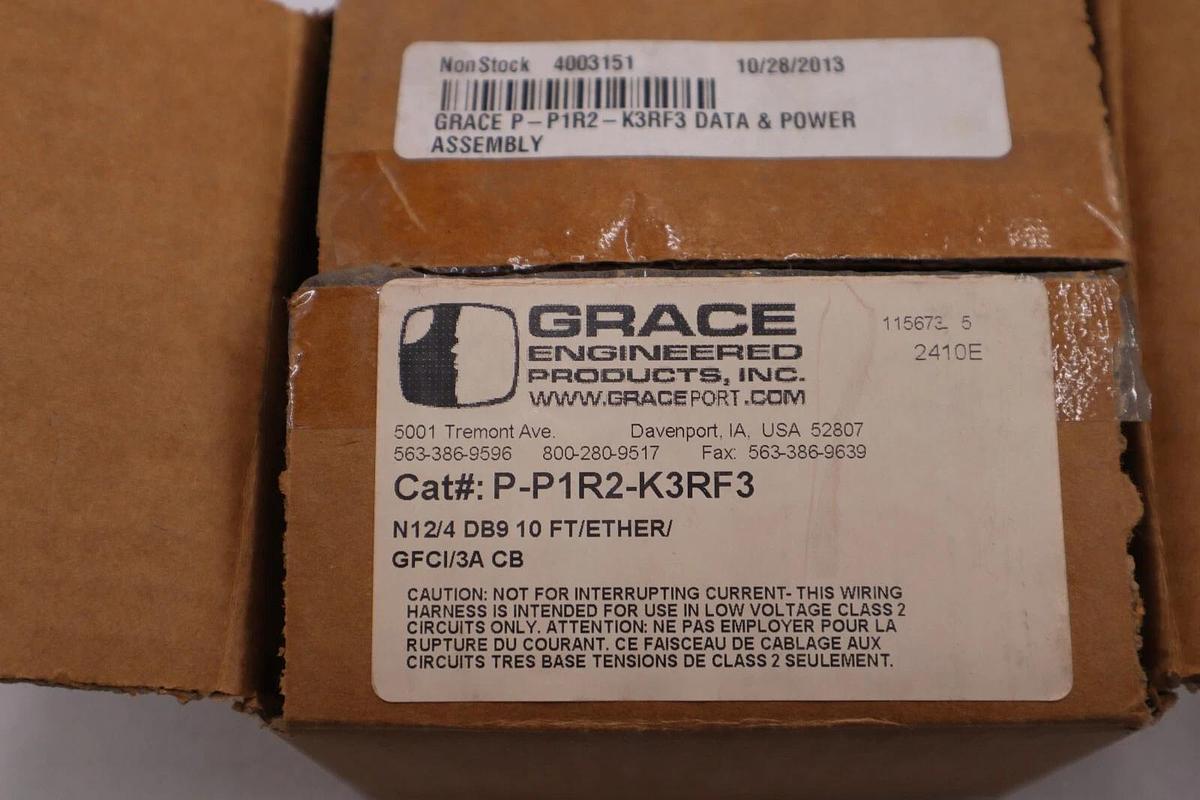 NonStock 4003151 10/28/2013
GRACE P-P1R2-K3RF3 DATA & POWER
ASSEMBLY
GRACE
ENGINEERED
PRODUCTS, INC.
WWW.GRACEPORT.COM
115673_ 5
2410E
5001 Tremont Ave. Davenport, IA, USA 52807
563-386-9596 800-280-9517 Fax: 563-386-9639
Cat#: P-P1R2-K3RF3
N12/4 DB9 10 FT/ETHER/
GFCI/3A CB
CAUTION: NOT FOR INTERRUPTING CURRENT- THIS WIRING
HARNESS IS INTENDED FOR USE IN LOW VOLTAGE CLASS 2
CIRCUITS ONLY. ATTENTION: NE PAS EMPLOYER POUR LA
RUPTURE DU COURANT. CE FAISCEAU DE CABLAGE AUX
CIRCUITS TRES BASE TENSIONS DE CLASS 2 SEULEMENT.